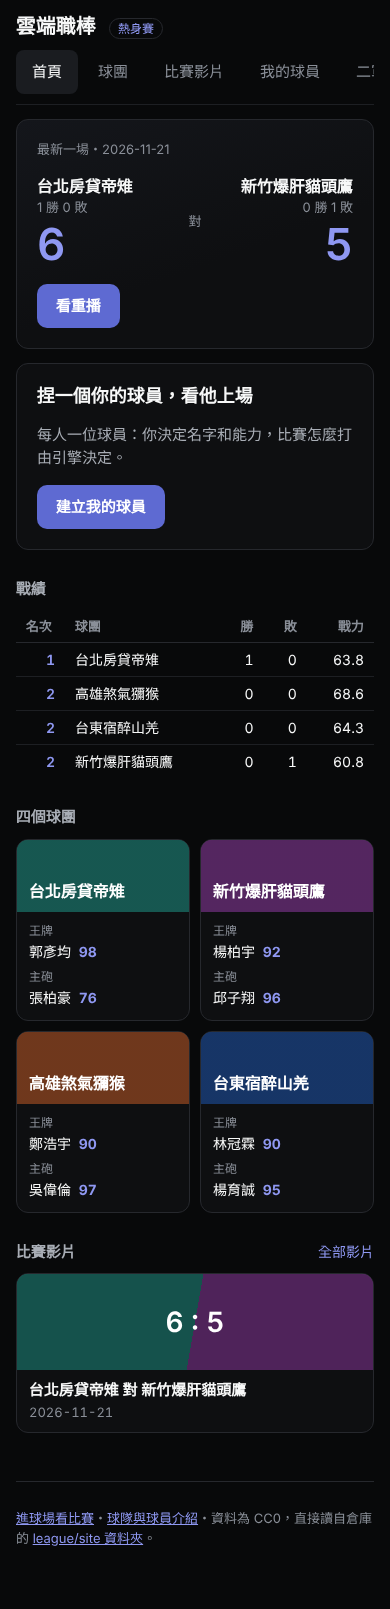 雲端職棒 熱身賽
首頁 球團 比賽影片 我的球員
最新一場・2026-11-21
台北房貸帝雉 新竹爆肝貓頭鷹
1 勝 0 敗 0 勝 1 敗
對
6 5
看重播
捏一個你的球員，看他上場
每人一位球員：你決定名字和能力，比賽怎麼打
由引擎決定。
建立我的球員
戰績
名次 球團 勝 敗 戰力
1 台北房貸帝雉 1 0 63.8
2 高雄煞氣獼猴 0 0 68.6
2 台東宿醉山羌 0 0 64.3
2 新竹爆肝貓頭鷹 0 1 60.8
四個球團
台北房貸帝雉
王牌
郭彥均 98
主砲
張柏豪 76
新竹爆肝貓頭鷹
王牌
楊柏宇 92
主砲
邱子翔 96
高雄煞氣獼猴
王牌
鄭浩宇 90
主砲
吳偉倫 97
台東宿醉山羌
王牌
林冠霖 90
主砲
楊育誠 95
比賽影片 全部影片
6 : 5
台北房貸帝雉 對 新竹爆肝貓頭鷹
2026-11-21
進球場看比賽・球隊與球員介紹・資料為 CC0，直接讀自倉庫
的 league/site 資料夾。